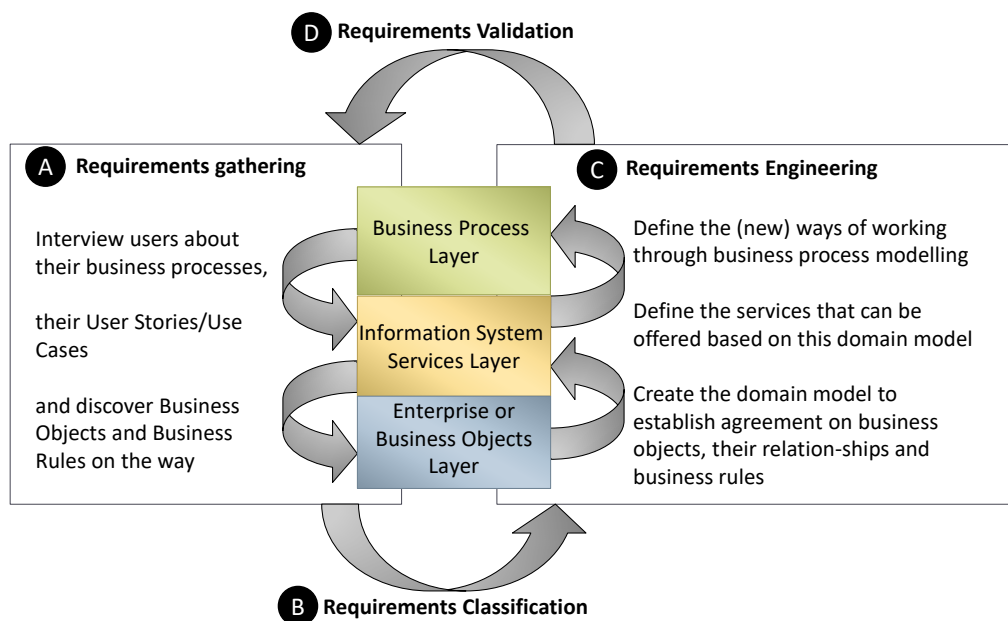 D Requirements Validation
A Requirements gathering
Interview users about
their business processes,
their User Stories/Use
Cases
and discover Business
Objects and Business
Rules on the way
Business Process
Layer
Information System
Services Layer
Enterprise or
Business Objects
Layer
C Requirements Engineering
Define the (new) ways of working
through business process modelling
Define the services that can be
offered based on this domain model
Create the domain model to
establish agreement on business
objects, their relation-ships and
business rules
B Requirements Classification